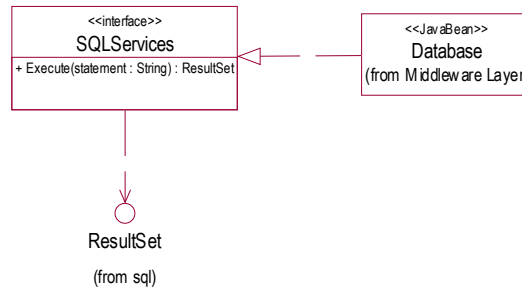 <<interface>>
SQLServices
+ Execute(statement : String) : ResultSet
<<JavaBean>>
Database
(from Middleware Layer
ResultSet
(from sql)